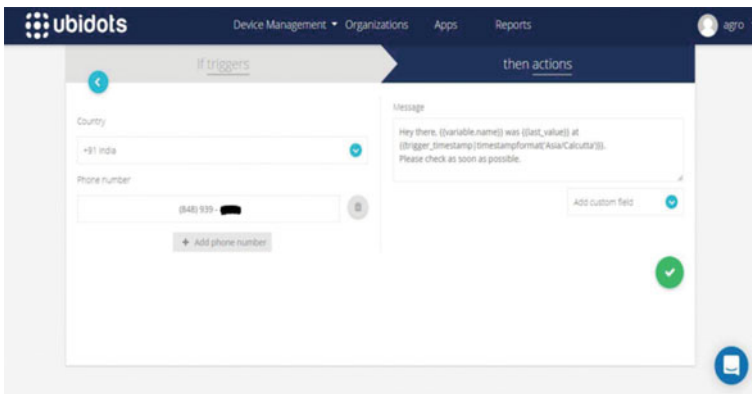 ubidots
Device Management Organizations Apps Reports agro
If triggers
then actions
Country
+91 India
Phone number
(848) 939 -
+ Add phone number
Message
Hey there, {{variable.name}} was {{last_value}} at
{{trigger_timestamp|timestampformat('Asia/Calcutta')}}.
Please check as soon as possible.
Add custom field